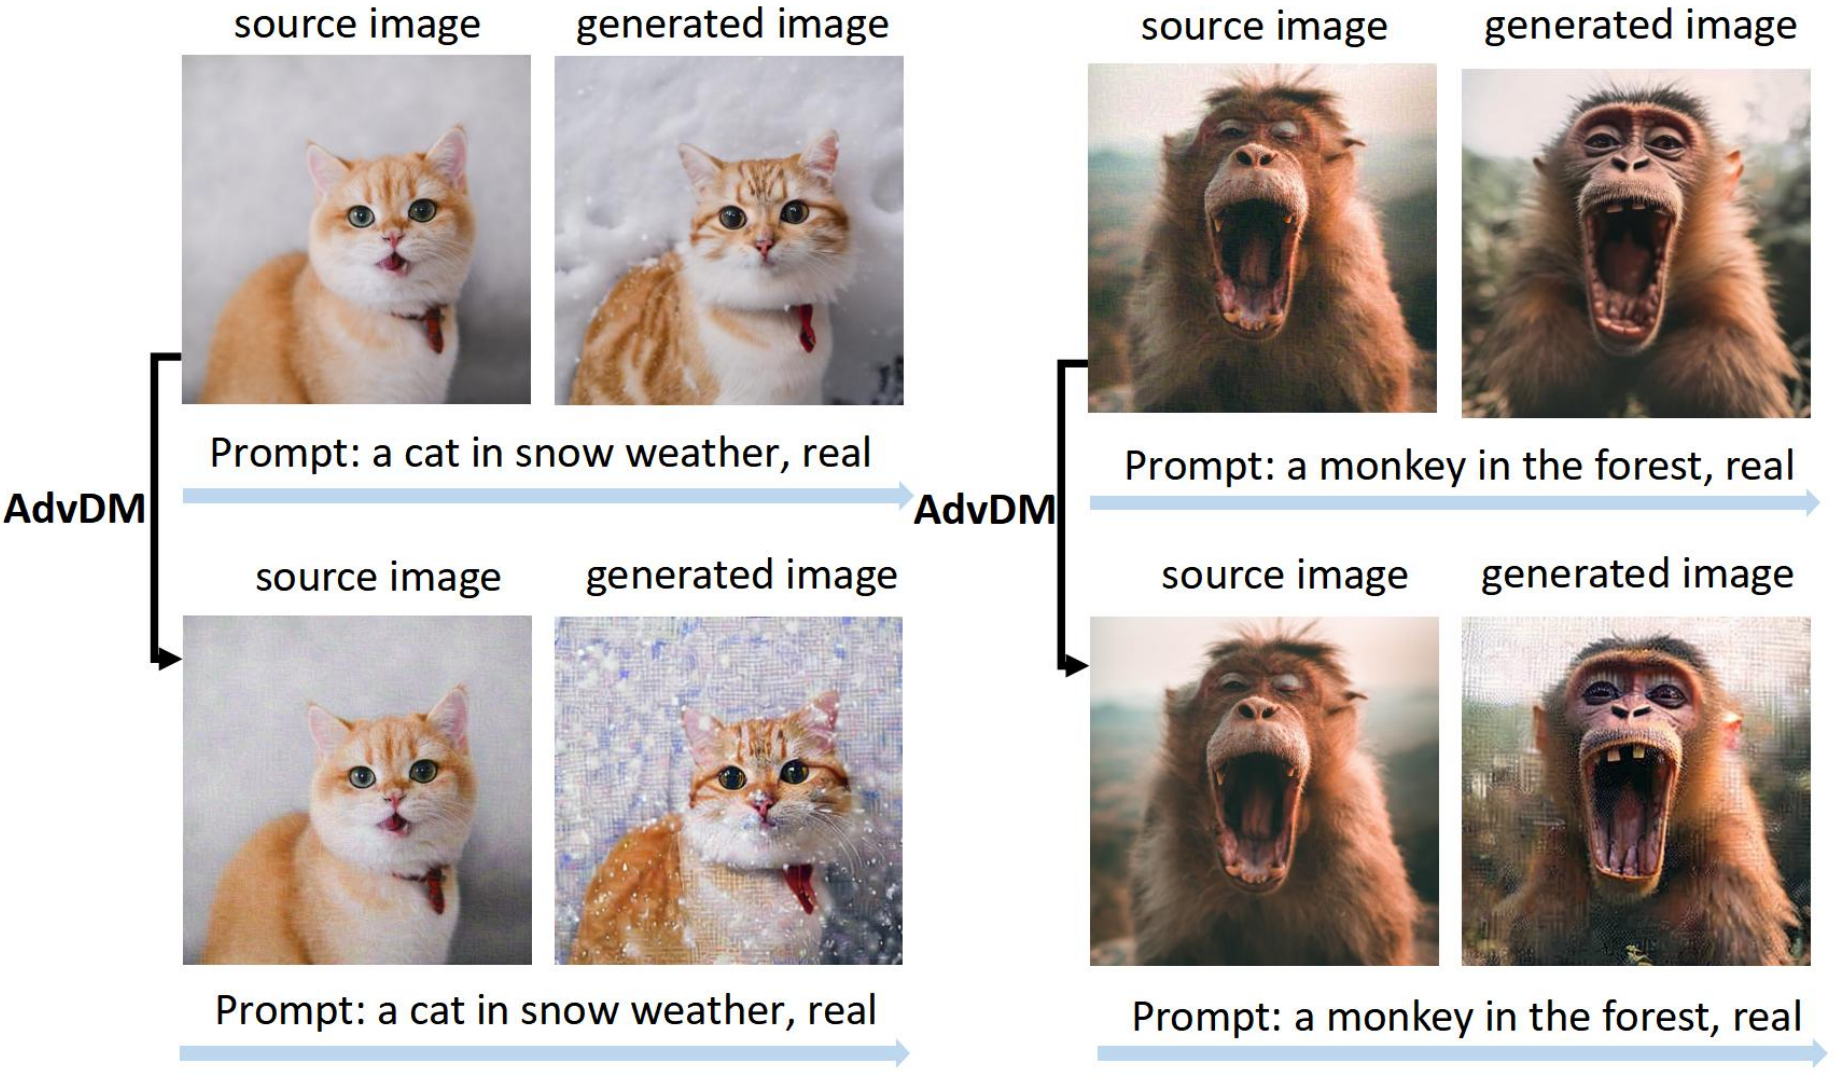 source image
generated image
source image
generated image
Prompt: a cat in snow weather, real
Prompt: a monkey in the forest, real
AdvDM
AdvDM
source image
generated image
source image
generated image
Prompt: a cat in snow weather, real
Prompt: a monkey in the forest, real